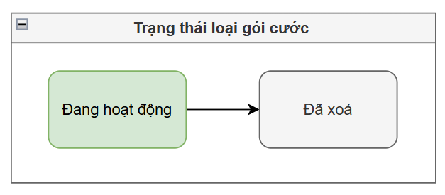 Trạng thái loại gói cước
Đang hoạt động
Đã xoá